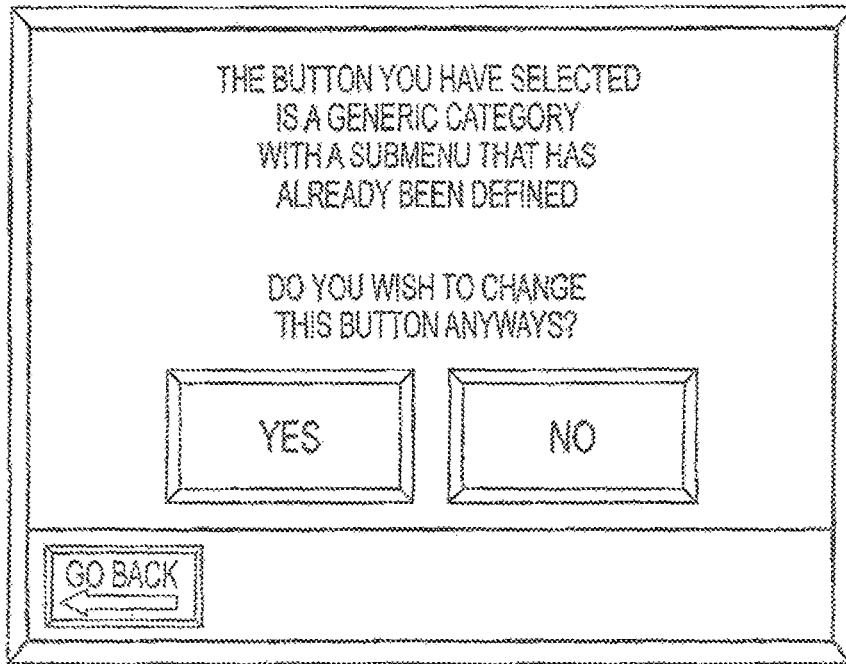 THE BUTTON YOU HAVE SELECTED
IS A GENERIC CATEGORY
WITH A SUBMENU THAT HAS
ALREADY BEEN DEFINED
DO YOU WISH TO CHANGE
THIS BUTTON ANYWAYS?
YES
NO
GO BACK